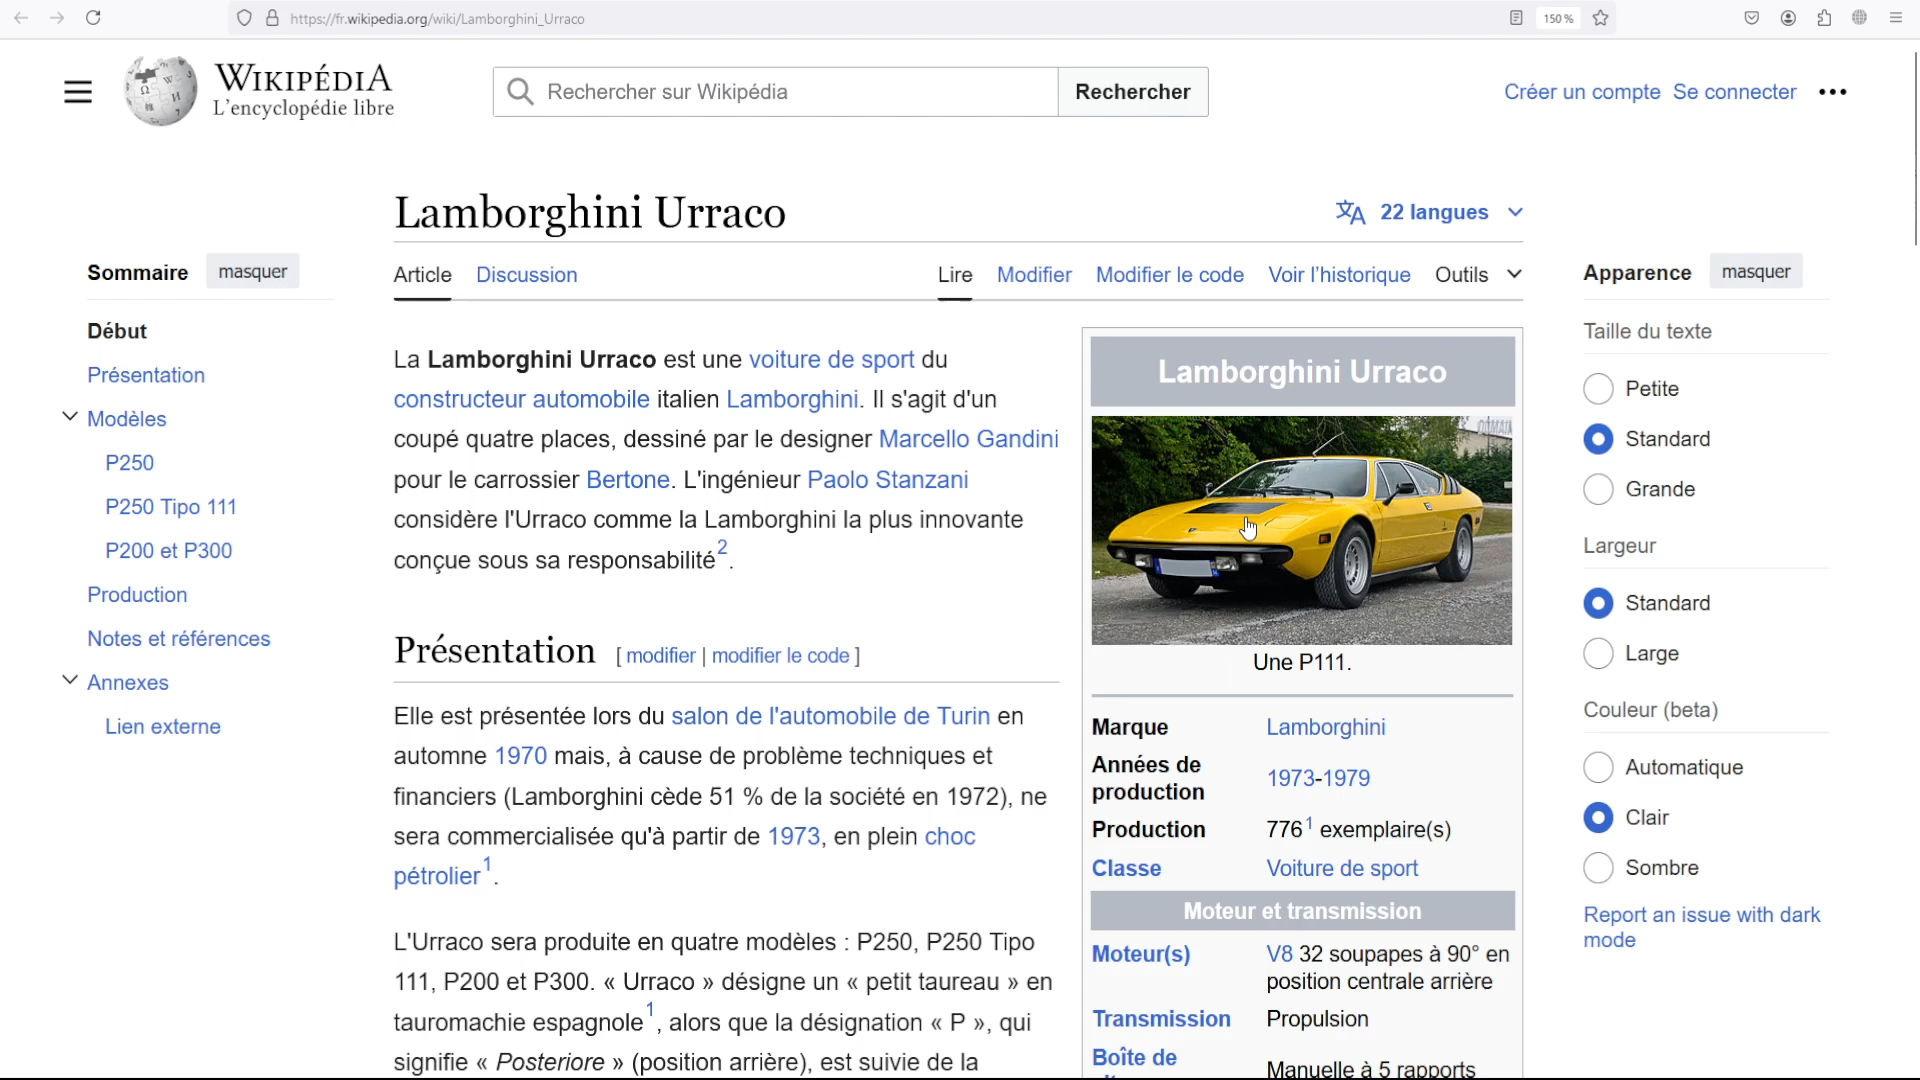 https://fr.wikipedia.org/wiki/Lamborghini_Urraco
150 %
WIKIPÉDIA
L'encyclopédie libre
Rechercher sur Wikipédia
Rechercher
Créer un compte Se connecter
Lamborghini Urraco
22 langues
Sommaire masquer
Début
Présentation
Modèles
P250
P250 Tipo 111
P200 et P300
Production
Notes et références
Annexes
Lien externe
Article Discussion
Lire Modifier Modifier le code Voir l'historique Outils
La Lamborghini Urraco est une voiture de sport du
constructeur automobile italien Lamborghini. Il s'agit d'un
coupé quatre places, dessiné par le designer Marcello Gandini
pour le carrossier Bertone. L'ingénieur Paolo Stanzani
considère l'Urraco comme la Lamborghini la plus innovante
conçue sous sa responsabilité2.
Présentation [ modifier | modifier le code ]
Elle est présentée lors du salon de l'automobile de Turin en
automne 1970 mais, à cause de problème techniques et
financiers (Lamborghini cède 51 % de la société en 1972), ne
sera commercialisée qu'à partir de 1973, en plein choc
pétrolier1.
L'Urraco sera produite en quatre modèles : P250, P250 Tipo
111, P200 et P300. « Urraco » désigne un « petit taureau » en
tauromachie espagnole1, alors que la désignation « P », qui
signifie « Posteriore » (position arrière), est suivie de la
Lamborghini Urraco
Une P111.
Marque Lamborghini
Années de
production
1973-1979
Production 7761 exemplaire(s)
Classe Voiture de sport
Moteur et transmission
Moteur(s) V8 32 soupapes à 90° en
position centrale arrière
Transmission Propulsion
Boîte de
Manuelle à 5 rapports
Apparence masquer
Taille du texte
Petite
Standard
Grande
Largeur
Standard
Large
Couleur (beta)
Automatique
Clair
Sombre
Report an issue with dark
mode